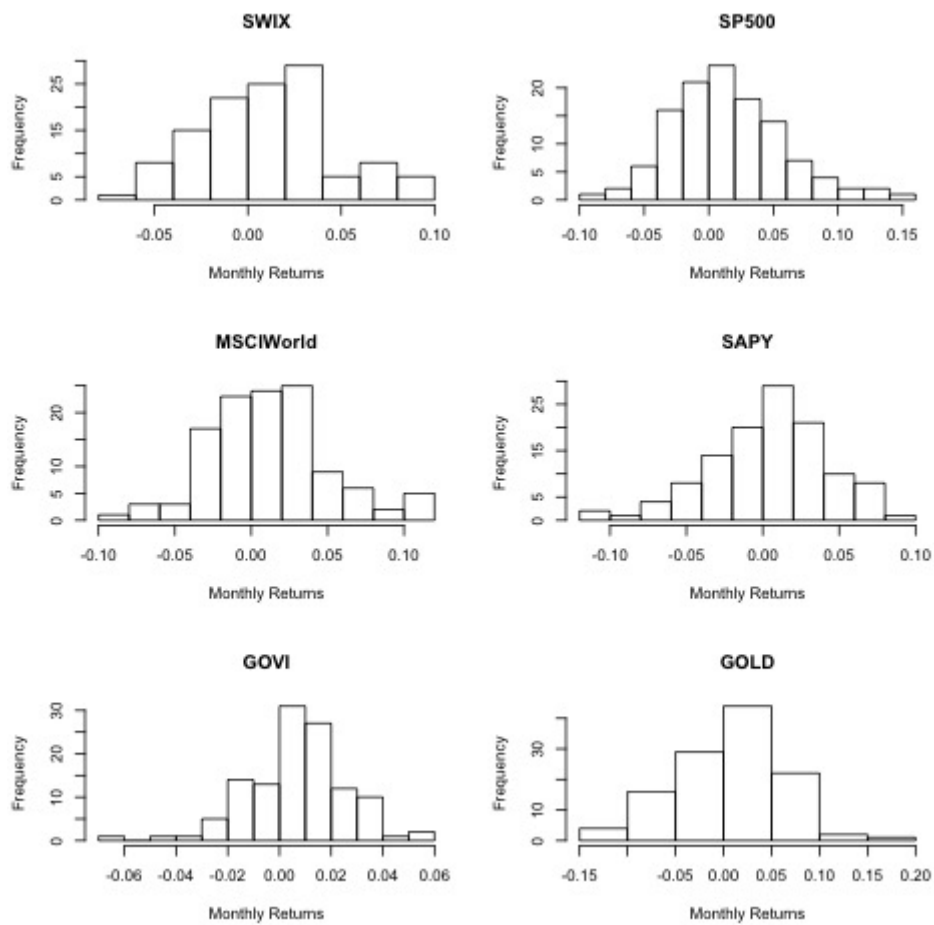 SWIX
Frequency
0 5 15 25
-0.05 0.00 0.05 0.10
Monthly Returns
SP500
Frequency
0 5 10 20
-0.10 -0.05 0.00 0.05 0.10 0.15
Monthly Returns
MSCIWorld
Frequency
0 5 10 20
-0.10 -0.05 0.00 0.05 0.10
Monthly Returns
SAPY
Frequency
0 5 15 25
-0.10 -0.05 0.00 0.05 0.10
Monthly Returns
GOVI
Frequency
0 10 20 30
-0.06 -0.04 -0.02 0.00 0.02 0.04 0.06
Monthly Returns
GOLD
Frequency
0 10 30
-0.15 -0.05 0.00 0.05 0.10 0.15 0.20
Monthly Returns